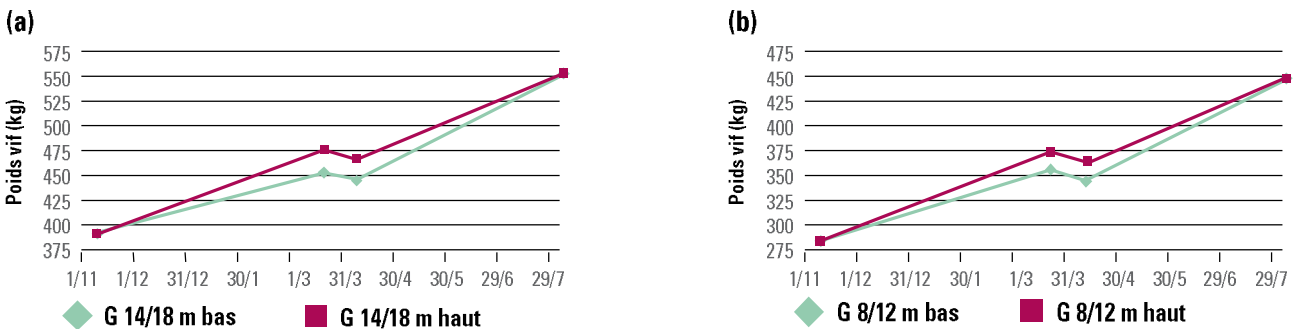 (a)
Poids vif (kg)
575
550
525
500
475
450
425
400
375
1/11 1/12 31/12 30/1 1/3 31/3 30/4 30/5 29/6 29/7
G 14/18 m bas G 14/18 m haut
(b)
Poids vif (kg)
475
450
425
400
375
350
325
300
275
1/11 1/12 31/12 30/1 1/3 31/3 30/4 30/5 29/6 29/7
G 8/12 m bas G 8/12 m haut